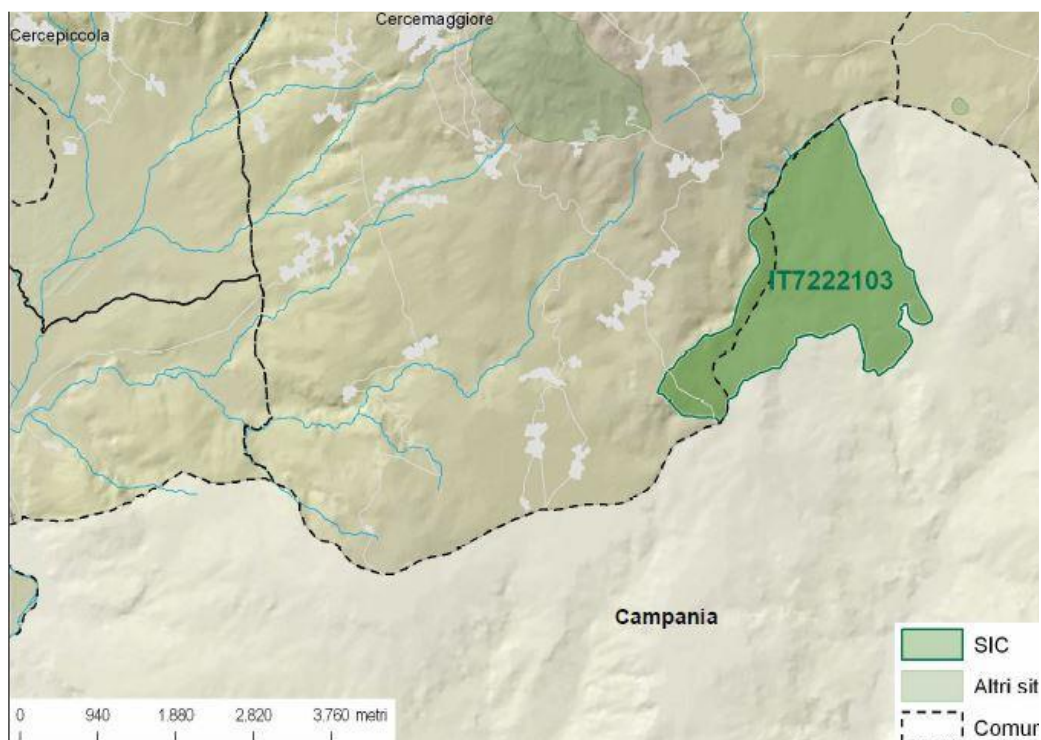 Cercemaggiore
Cercepiccola
IT7222103
Campania
SIC
Altri sit
Comun
0 940 1.880 2.820 3.760 metri